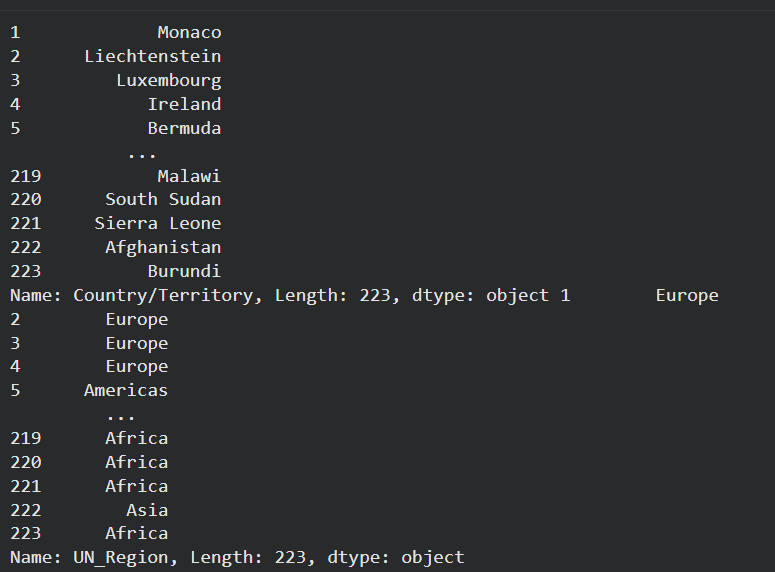 1             Monaco
2      Liechtenstein
3         Luxembourg
4            Ireland
5            Bermuda
           ...
219           Malawi
220      South Sudan
221     Sierra Leone
222      Afghanistan
223          Burundi
Name: Country/Territory, Length: 223, dtype: object 1        Europe
2        Europe
3        Europe
4        Europe
5      Americas
         ...
219      Africa
220      Africa
221      Africa
222        Asia
223      Africa
Name: UN_Region, Length: 223, dtype: object